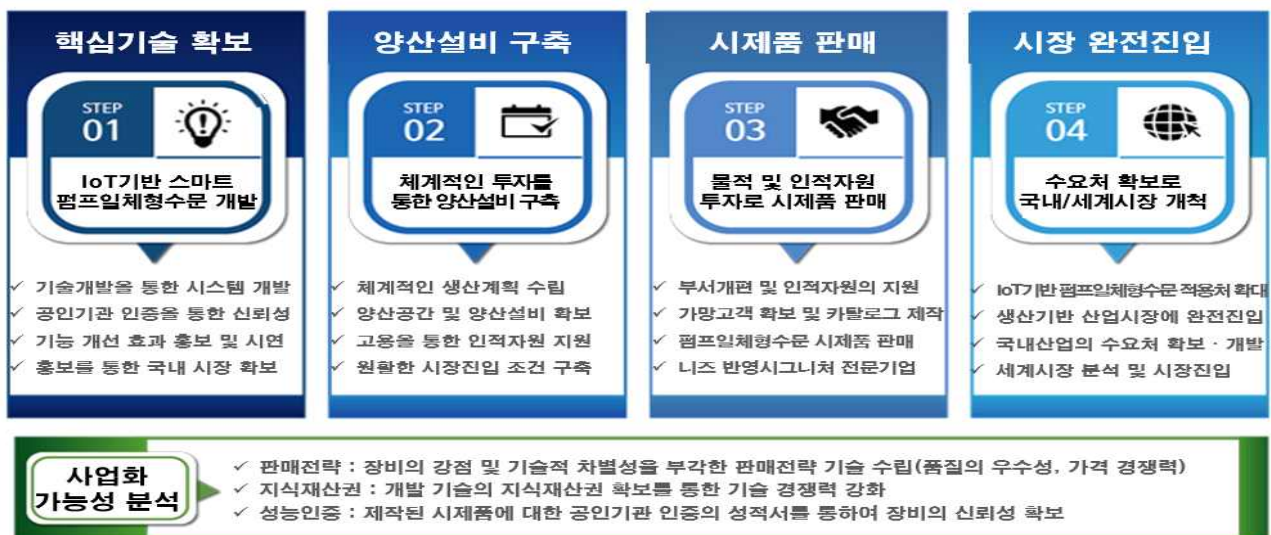 핵심기술 확보
STEP
01
IoT기반 스마트
펌프일체형수문 개발
✓ 기술개발을 통한 시스템 개발
✓ 공인기관 인증을 통한 신뢰성
✓ 기능 개선 효과 홍보 및 시연
✓ 홍보를 통한 국내 시장 확보
양산설비 구축
STEP
02
체계적인 투자를
통한 양산설비 구축
✓ 체계적인 생산계획 수립
✓ 양산공간 및 양산설비 확보
✓ 고용을 통한 인적자원 지원
✓ 원활한 시장진입 조건 구축
시제품 판매
STEP
03
물적 및 인적자원
투자로 시제품 판매
✓ 부서개편 및 인적자원의 지원
✓ 가망고객 확보 및 카탈로그 제작
✓ 펌프일체형수문 시제품 판매
✓ 니즈 반영시그니처 전문기업
시장 완전진입
STEP
04
수요처 확보로
국내/세계시장 개척
✓ IoT기반 펌프일체형수문 적용처 확대
✓ 생산기반 산업시장에 완전진입
✓ 국내산업의 수요처 확보 · 개발
✓ 세계시장 분석 및 시장진입
사업화
가능성 분석
✓ 판매전략 : 장비의 강점 및 기술적 차별성을 부각한 판매전략 기술 수립(품질의 우수성, 가격 경쟁력)
✓ 지식재산권 : 개발 기술의 지식재산권 확보를 통한 기술 경쟁력 강화
✓ 성능인증 : 제작된 시제품에 대한 공인기관 인증의 성적서를 통하여 장비의 신뢰성 확보